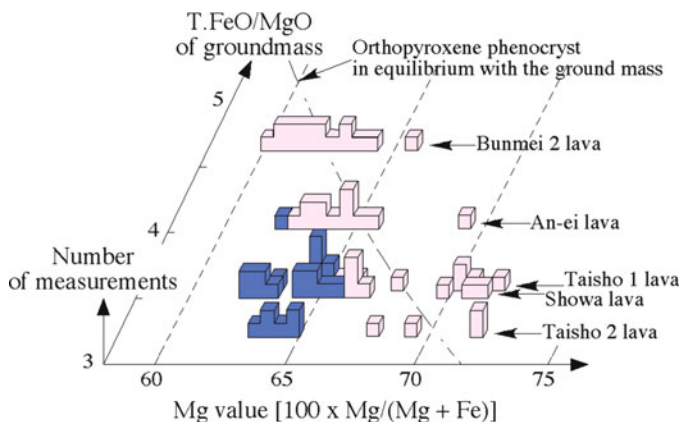 T.FeO/MgO
of groundmass
Orthopyroxene phenocryst
in equilibrium with the ground mass
5
Bunmei 2 lava
4
An-ei lava
Number
of measurements
Taisho 1 lava
Showa lava
Taisho 2 lava
3
60 65 70 75
Mg value [100 x Mg/(Mg + Fe)]